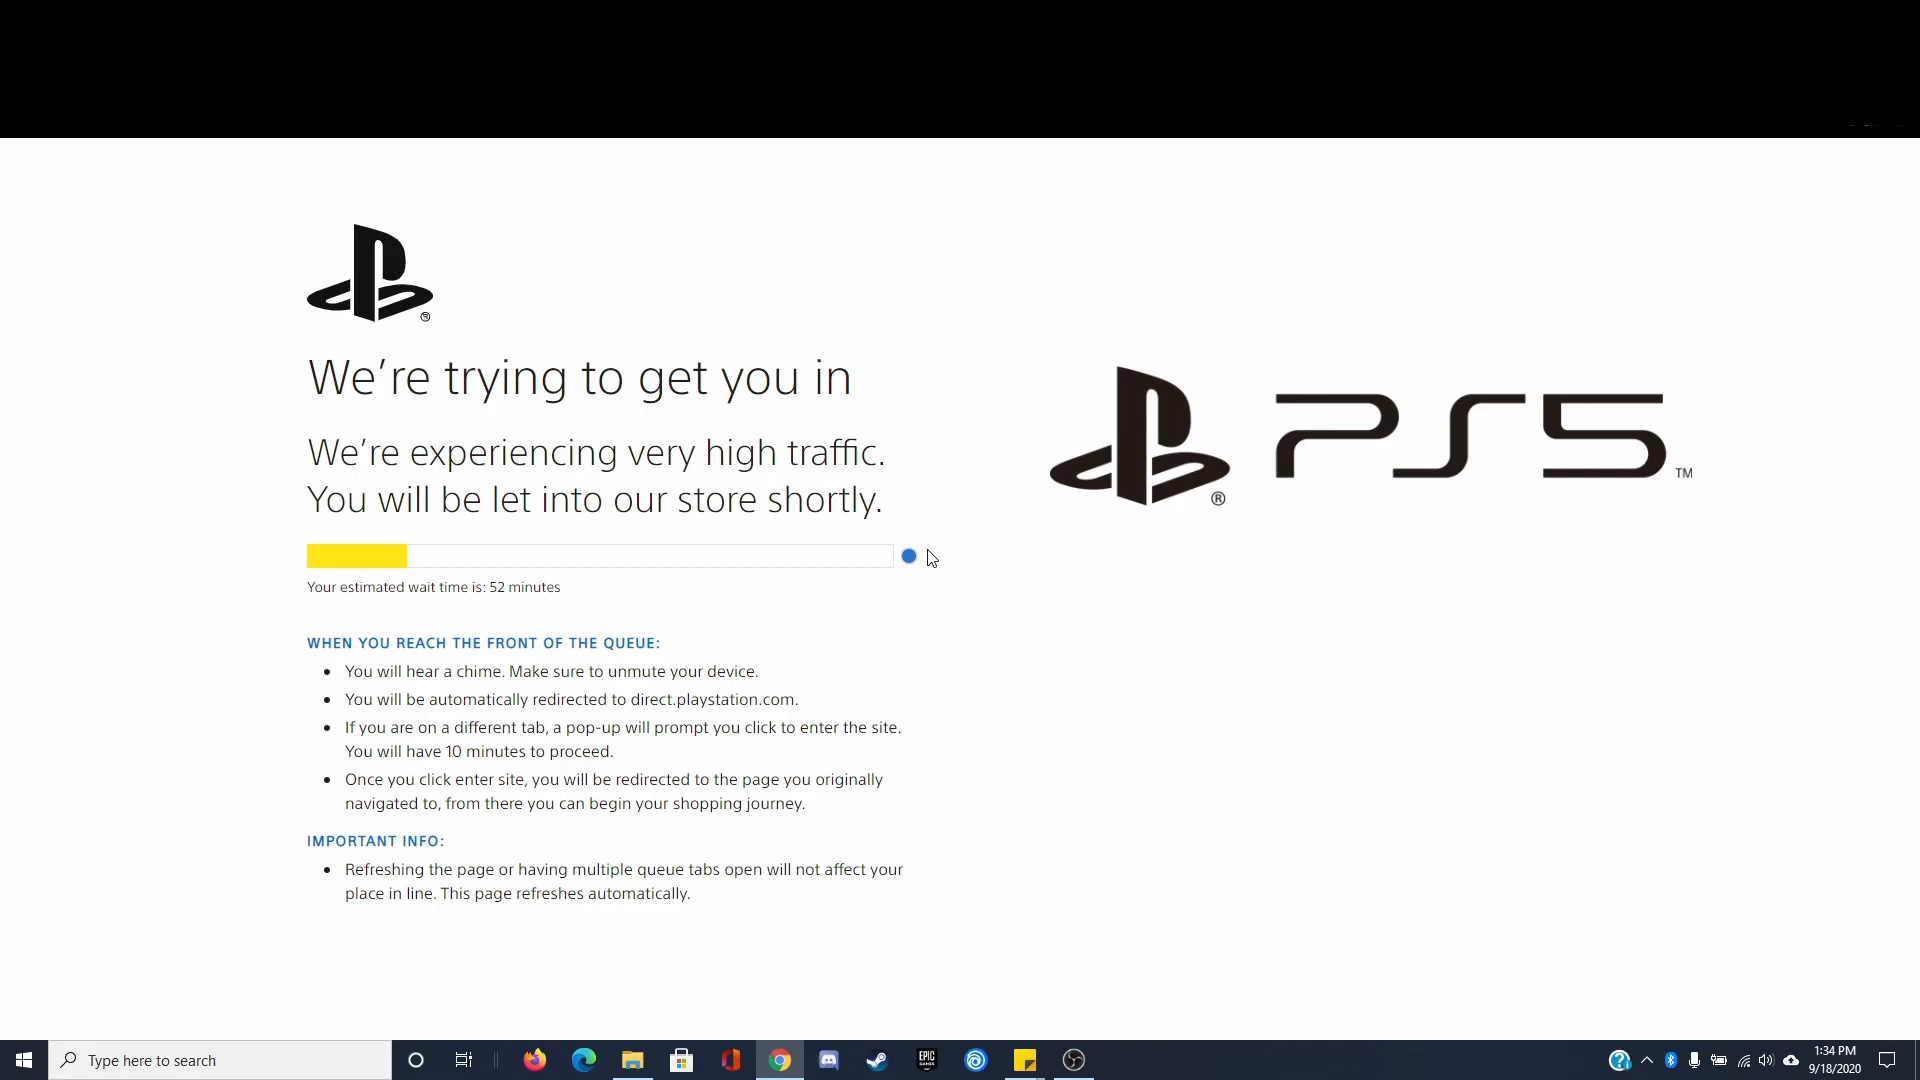 We’re trying to get you in
We’re experiencing very high traffic.
You will be let into our store shortly.
PS5
TM
®
®
Your estimated wait time is: 52 minutes
WHEN YOU REACH THE FRONT OF THE QUEUE:
• You will hear a chime. Make sure to unmute your device.
• You will be automatically redirected to direct.playstation.com.
• If you are on a different tab, a pop-up will prompt you click to enter the site.
You will have 10 minutes to proceed.
• Once you click enter site, you will be redirected to the page you originally
navigated to, from there you can begin your shopping journey.
IMPORTANT INFO:
• Refreshing the page or having multiple queue tabs open will not affect your
place in line. This page refreshes automatically.
Type here to search
EPIC
GAMES
1:34 PM
9/18/2020